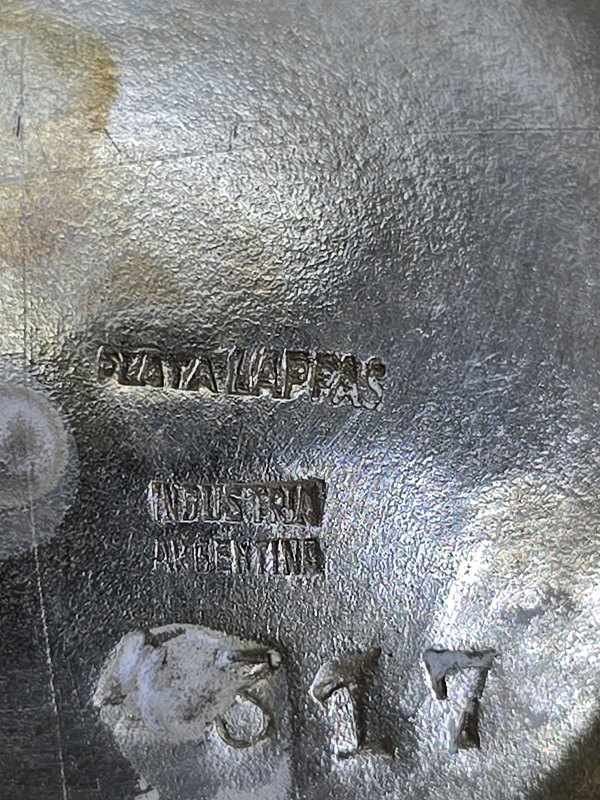 PLATA LAPPAS
INDUSTRIA
ARGENTINA
317